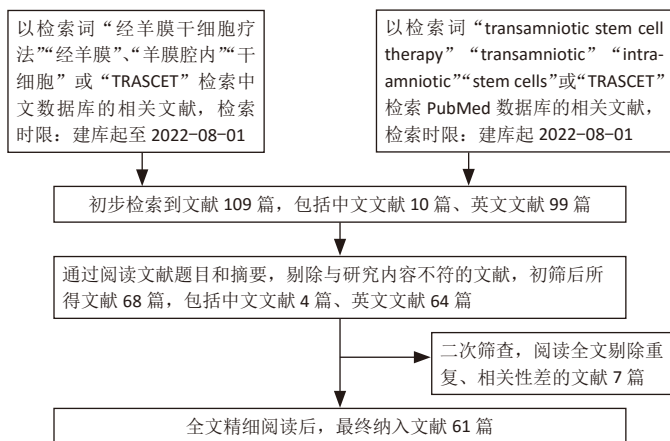 以检索词“经羊膜干细胞疗
法”“经羊膜”、“羊膜腔内”“干
细胞”或“TRASCET”检索中
文数据库的相关文献，检索
时限：建库起至 2022-08-01
以检索词“transamniotic stem cell
therapy”“transamniotic”“intra-
amniotic”“stem cells”或“TRASCET”
检索 PubMed 数据库的相关文献，
检索时限：建库起 2022-08-01
初步检索到文献 109 篇，包括中文文献 10 篇、英文文献 99 篇
通过阅读文献题目和摘要，剔除与研究内容不符的文献，初筛后所
得文献 68 篇，包括中文文献 4 篇、英文文献 64 篇
二次筛查，阅读全文剔除重
复、相关性差的文献 7 篇
全文精细阅读后，最终纳入文献 61 篇